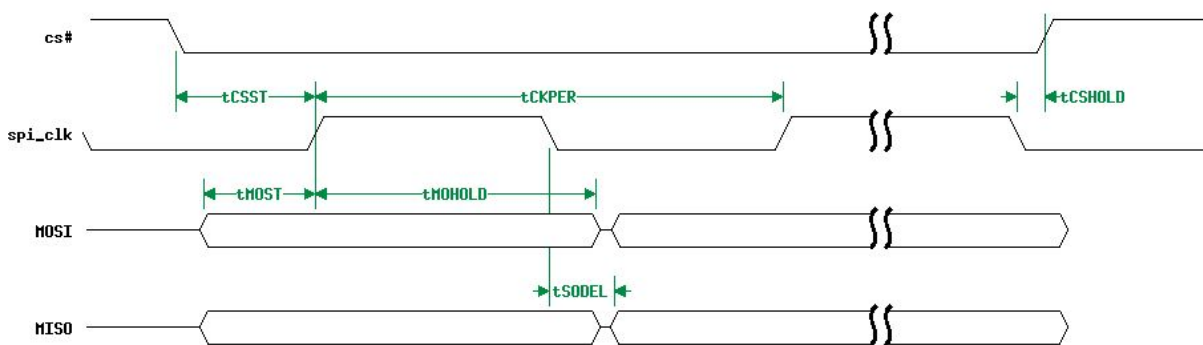 cs#
tCSST
tCKPER
tCSHOLD
spi_clk
tMOST
tMOHOLD
MOSI
tSODEL
MISO